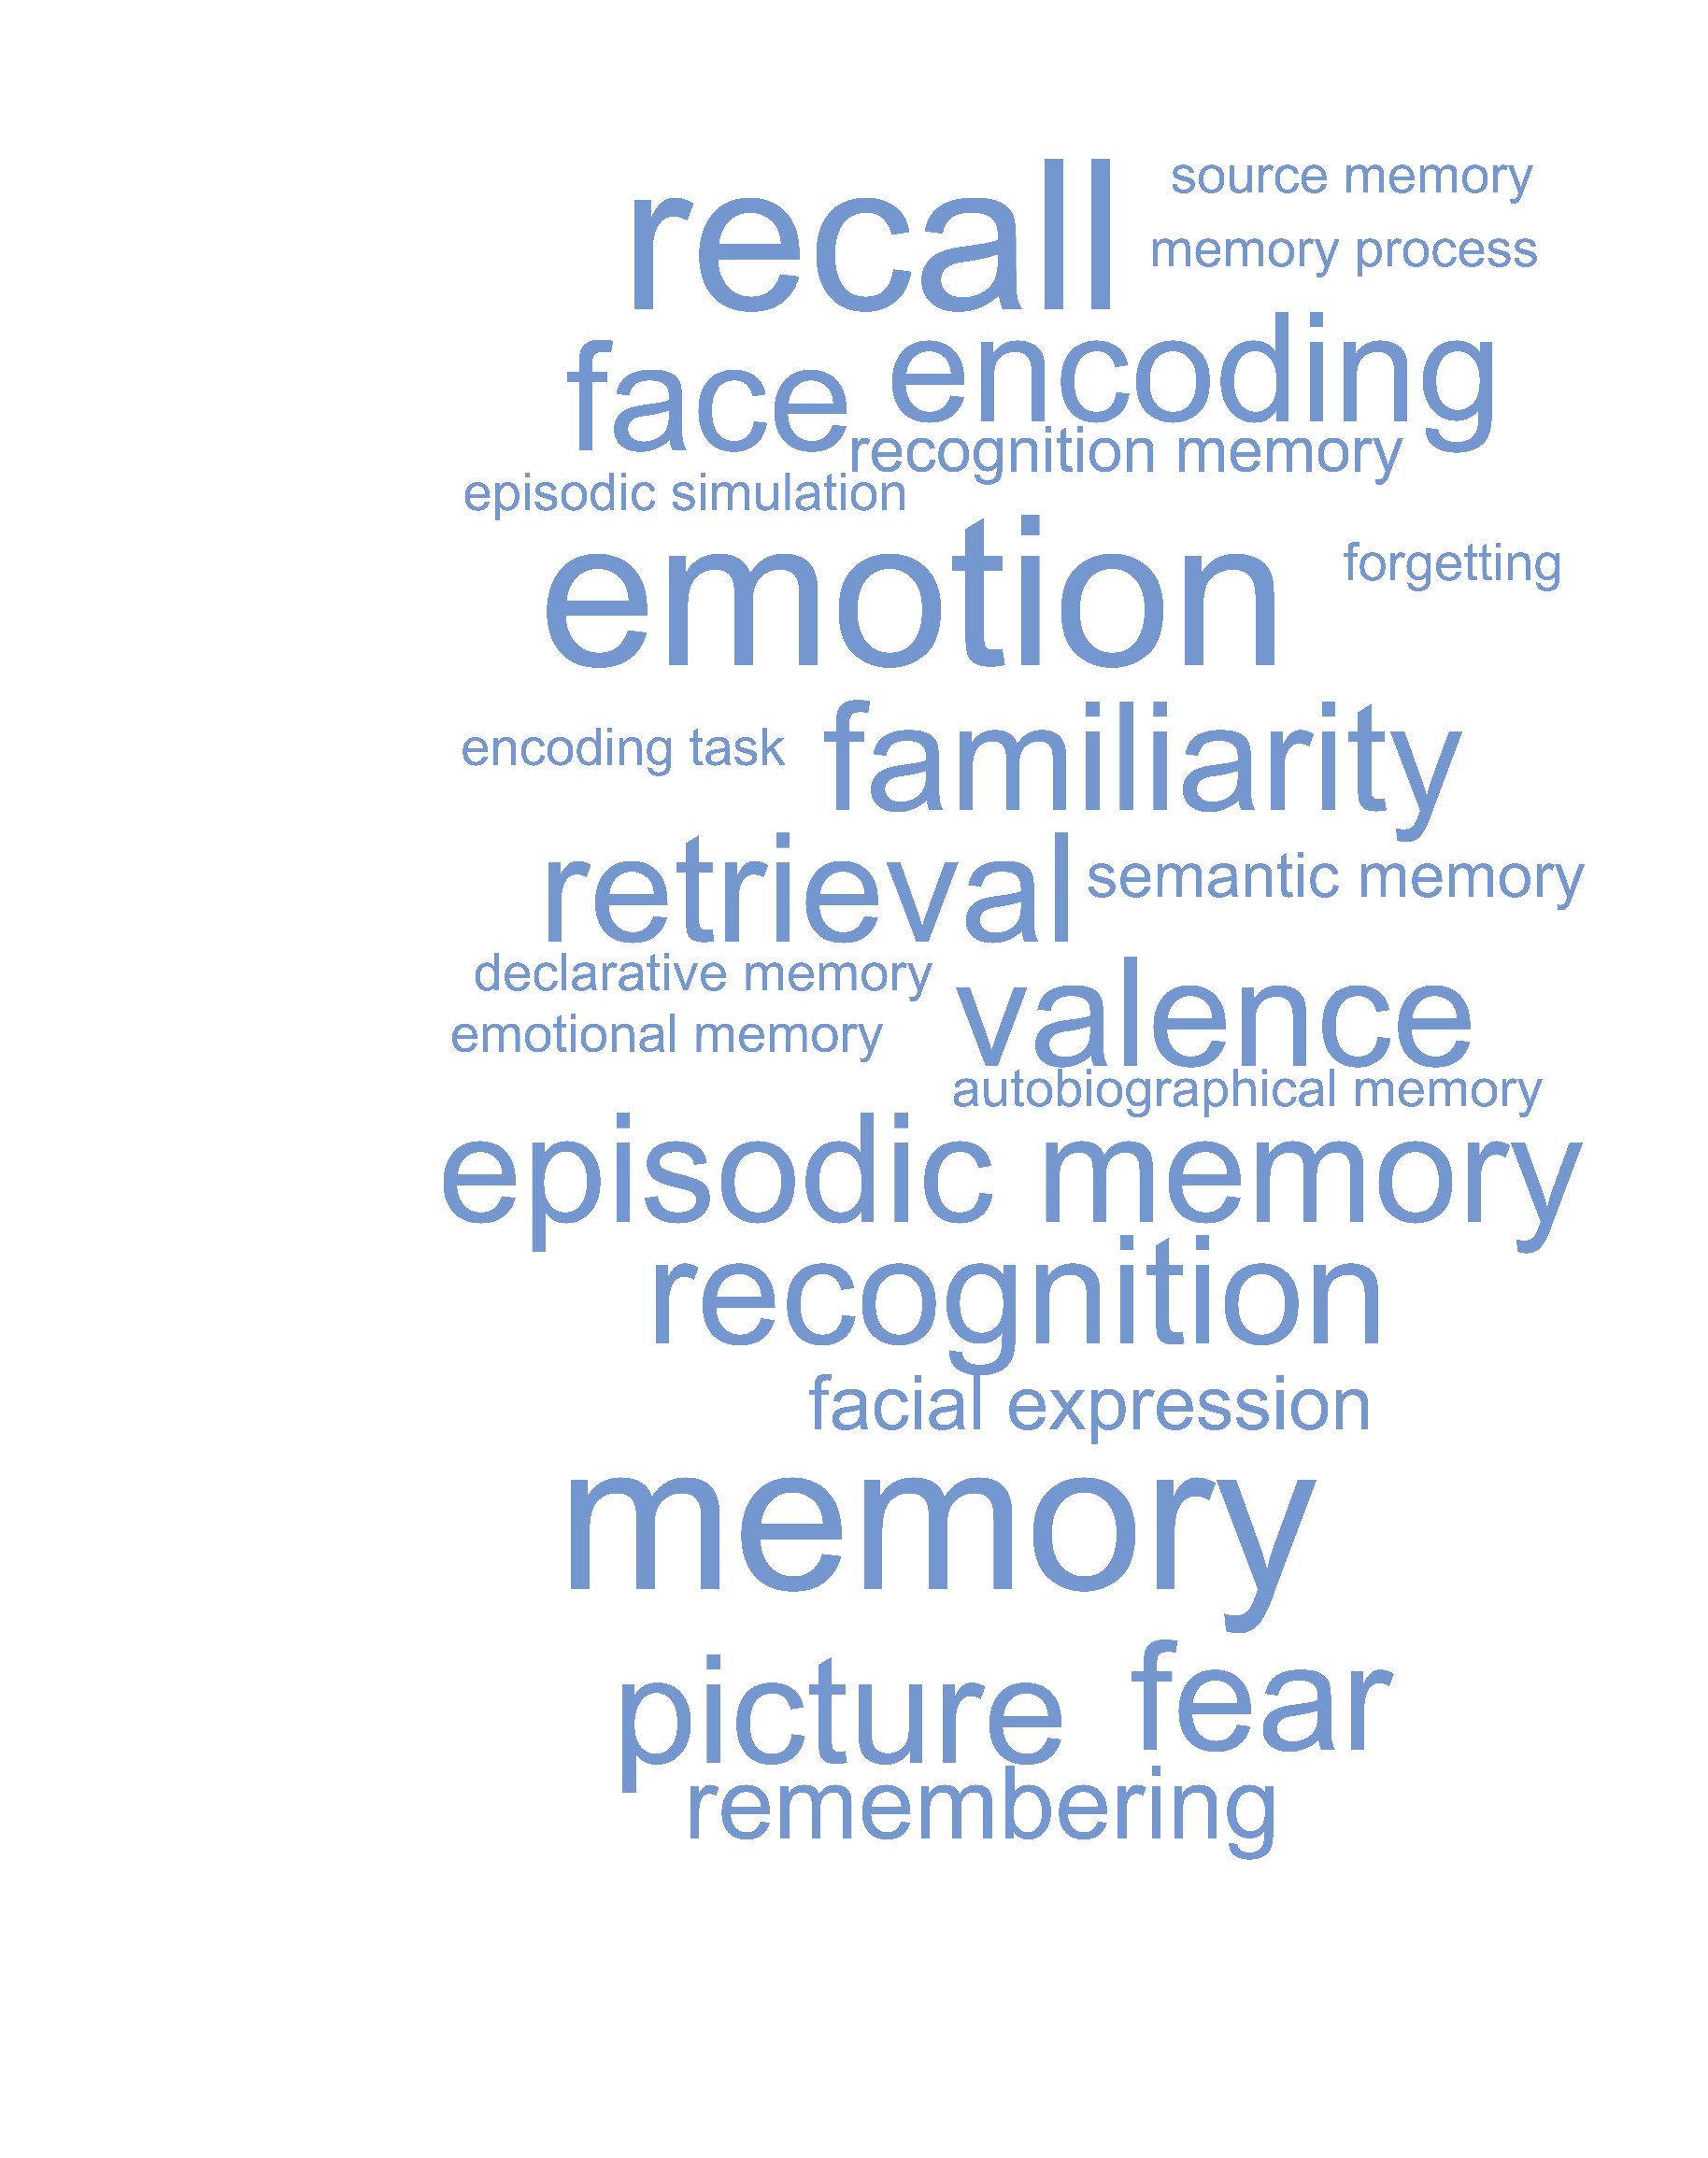 recall
source memory
memory process
face
encoding
recognition memory
episodic simulation
emotion
forgetting
encoding task
familiarity
retrieval
semantic memory
declarative memory
valence
emotional memory
autobiographical memory
episodic memory
recognition
facial expression
memory
picture
fear
remembering